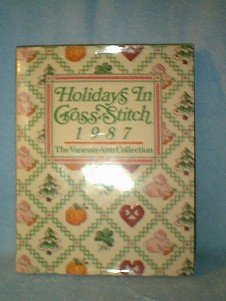 Holidays In
Cross-Stitch
1987
The Vanessa-Ann Collection